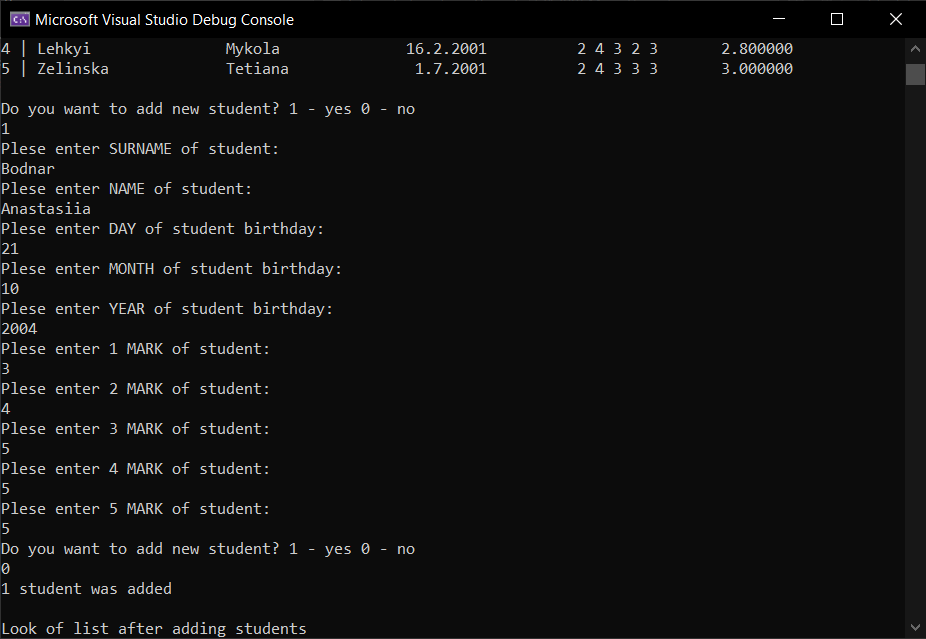 Microsoft Visual Studio Debug Console
4 | Lehkyi Mykola 16.2.2001 2 4 3 2 3 2.800000
5 | Zelinska Tetiana 1.7.2001 2 4 3 3 3 3.000000
Do you want to add new student? 1 - yes 0 - no
1
Plese enter SURNAME of student:
Bodnar
Plese enter NAME of student:
Anastasiia
Plese enter DAY of student birthday:
21
Plese enter MONTH of student birthday:
10
Plese enter YEAR of student birthday:
2004
Plese enter 1 MARK of student:
3
Plese enter 2 MARK of student:
4
Plese enter 3 MARK of student:
5
Plese enter 4 MARK of student:
5
Plese enter 5 MARK of student:
5
Do you want to add new student? 1 - yes 0 - no
0
1 student was added
Look of list after adding students